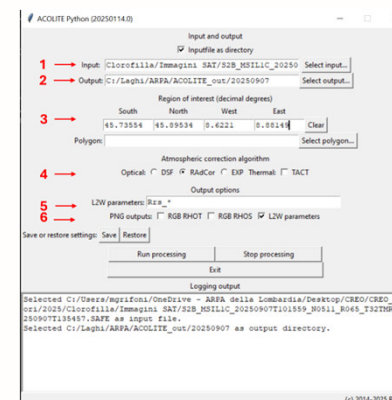 ACOLITE Python (20250114.0)
Input and output
Inputfile as directory
1 Input: Clorofilla/Immagini SAT/S2B_MSIL1C_20250 Select input...
2 Output: C:/Laghi/ARPA/ACOLITE_out/20250907 Select output...
Region of interest (decimal degrees)
South North West East
3 45.73554 45.89534 8.6221 8.88149 Clear
Polygon: Select polygon...
Atmospheric correction algorithm
4 Optical: DSF RAdCor EXP Thermal: TACT
Output options
5 L2W parameters: Rrs_*
6 PNG outputs: RGB RHOT RGB RHOS L2W parameters
Save or restore settings: Save Restore
Run processing Stop processing
Exit
Logging output
Selected C:/Users/mgrifoni/OneDrive - ARPA della Lombardia/Desktop/CREO/CREO_
ori/2025/Clorofilla/Immagini SAT/S2B_MSIL1C_20250907T101559_N0511_R065_T32TMR
250907T135457.SAFE as input file.
Selected C:/Laghi/ARPA/ACOLITE_out/20250907 as output directory.
(c) 2014-2025 R